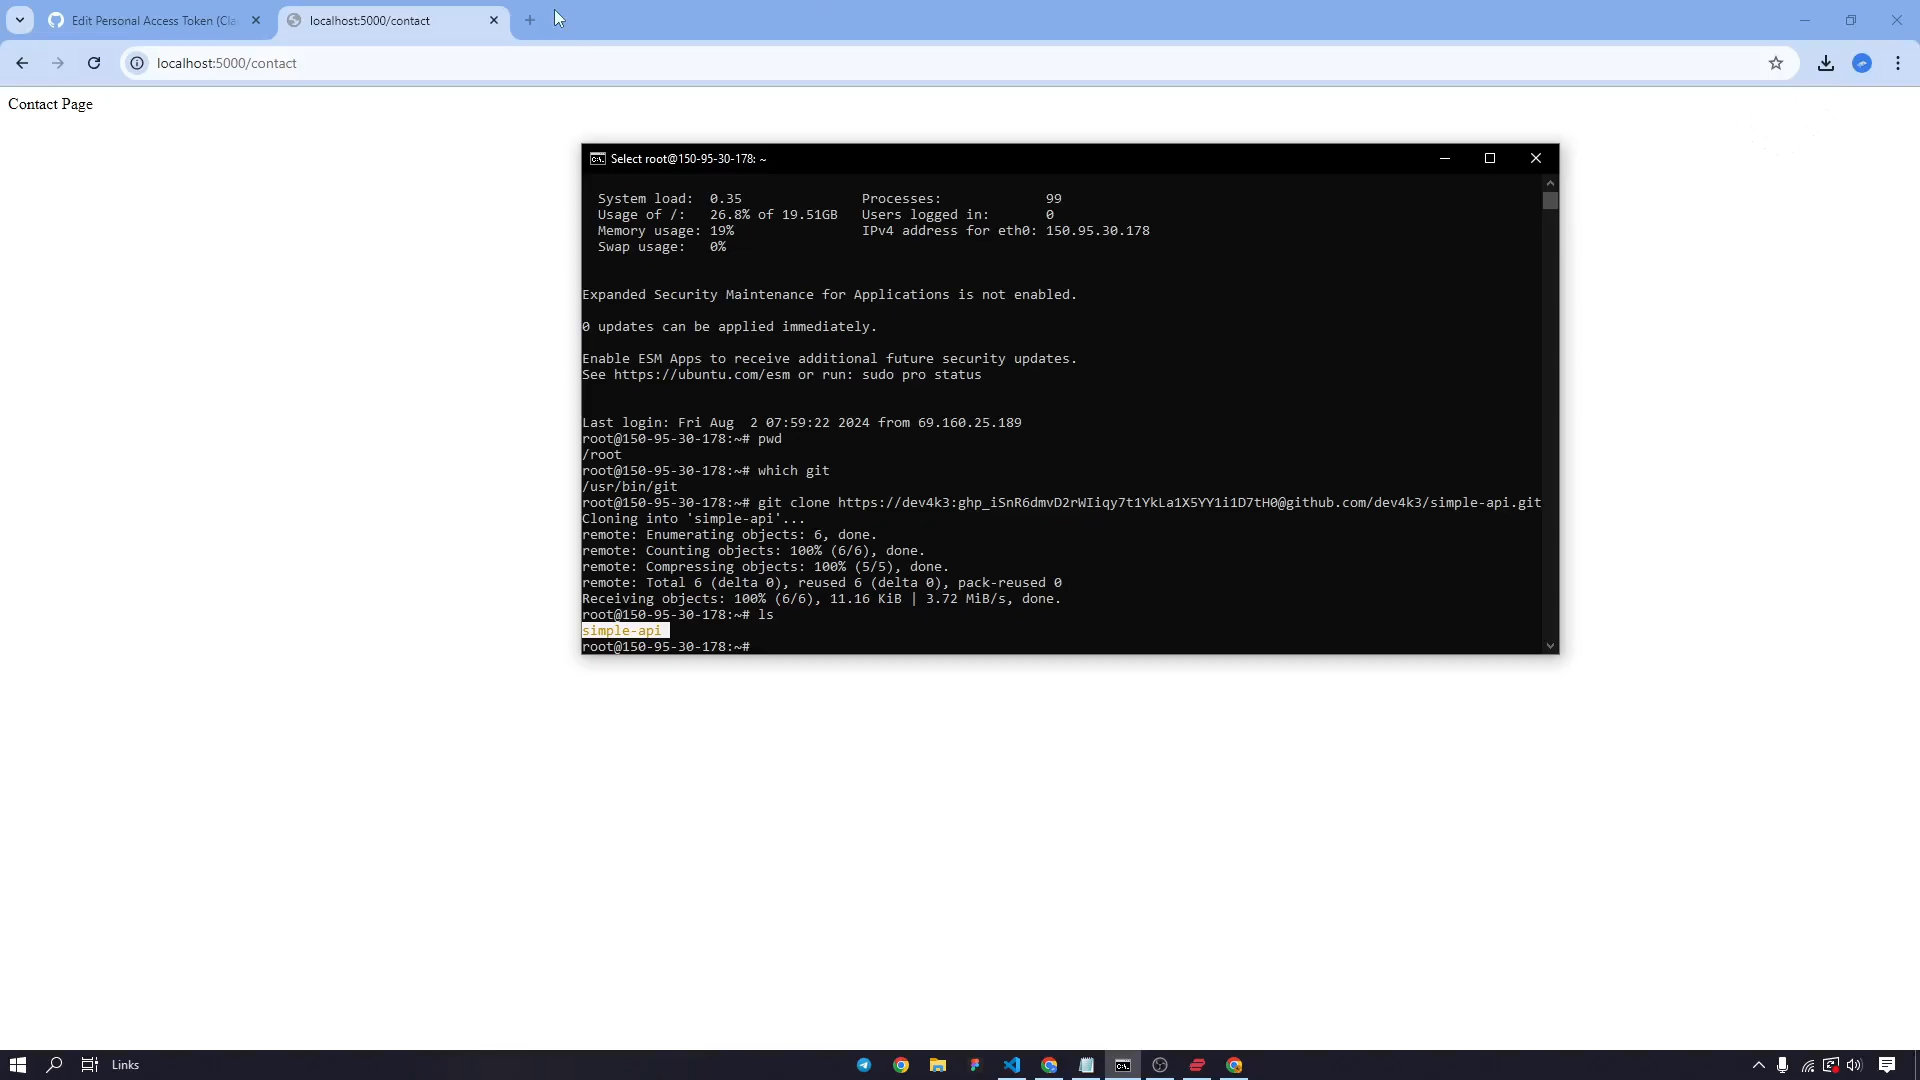 Edit Personal Access Token (Cla
localhost:5000/contact
localhost:5000/contact
Contact Page
Select root@150-95-30-178: ~
System load:  0.35               Processes:             99
Usage of /:   26.8% of 19.51GB   Users logged in:       0
Memory usage: 19%                IPv4 address for eth0: 150.95.30.178
Swap usage:   0%
Expanded Security Maintenance for Applications is not enabled.
0 updates can be applied immediately.
Enable ESM Apps to receive additional future security updates.
See https://ubuntu.com/esm or run: sudo pro status
Last login: Fri Aug  2 07:59:22 2024 from 69.160.25.189
root@150-95-30-178:~# pwd
/root
root@150-95-30-178:~# which git
/usr/bin/git
root@150-95-30-178:~# git clone https://dev4k3: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@github.com/dev4k3/simple-api.git
Cloning into 'simple-api'...
remote: Enumerating objects: 6, done.
remote: Counting objects: 100% (6/6), done.
remote: Compressing objects: 100% (5/5), done.
remote: Total 6 (delta 0), reused 6 (delta 0), pack-reused 0
Receiving objects: 100% (6/6), 11.16 KiB | 3.72 MiB/s, done.
root@150-95-30-178:~# ls
simple-api
root@150-95-30-178:~#
Links